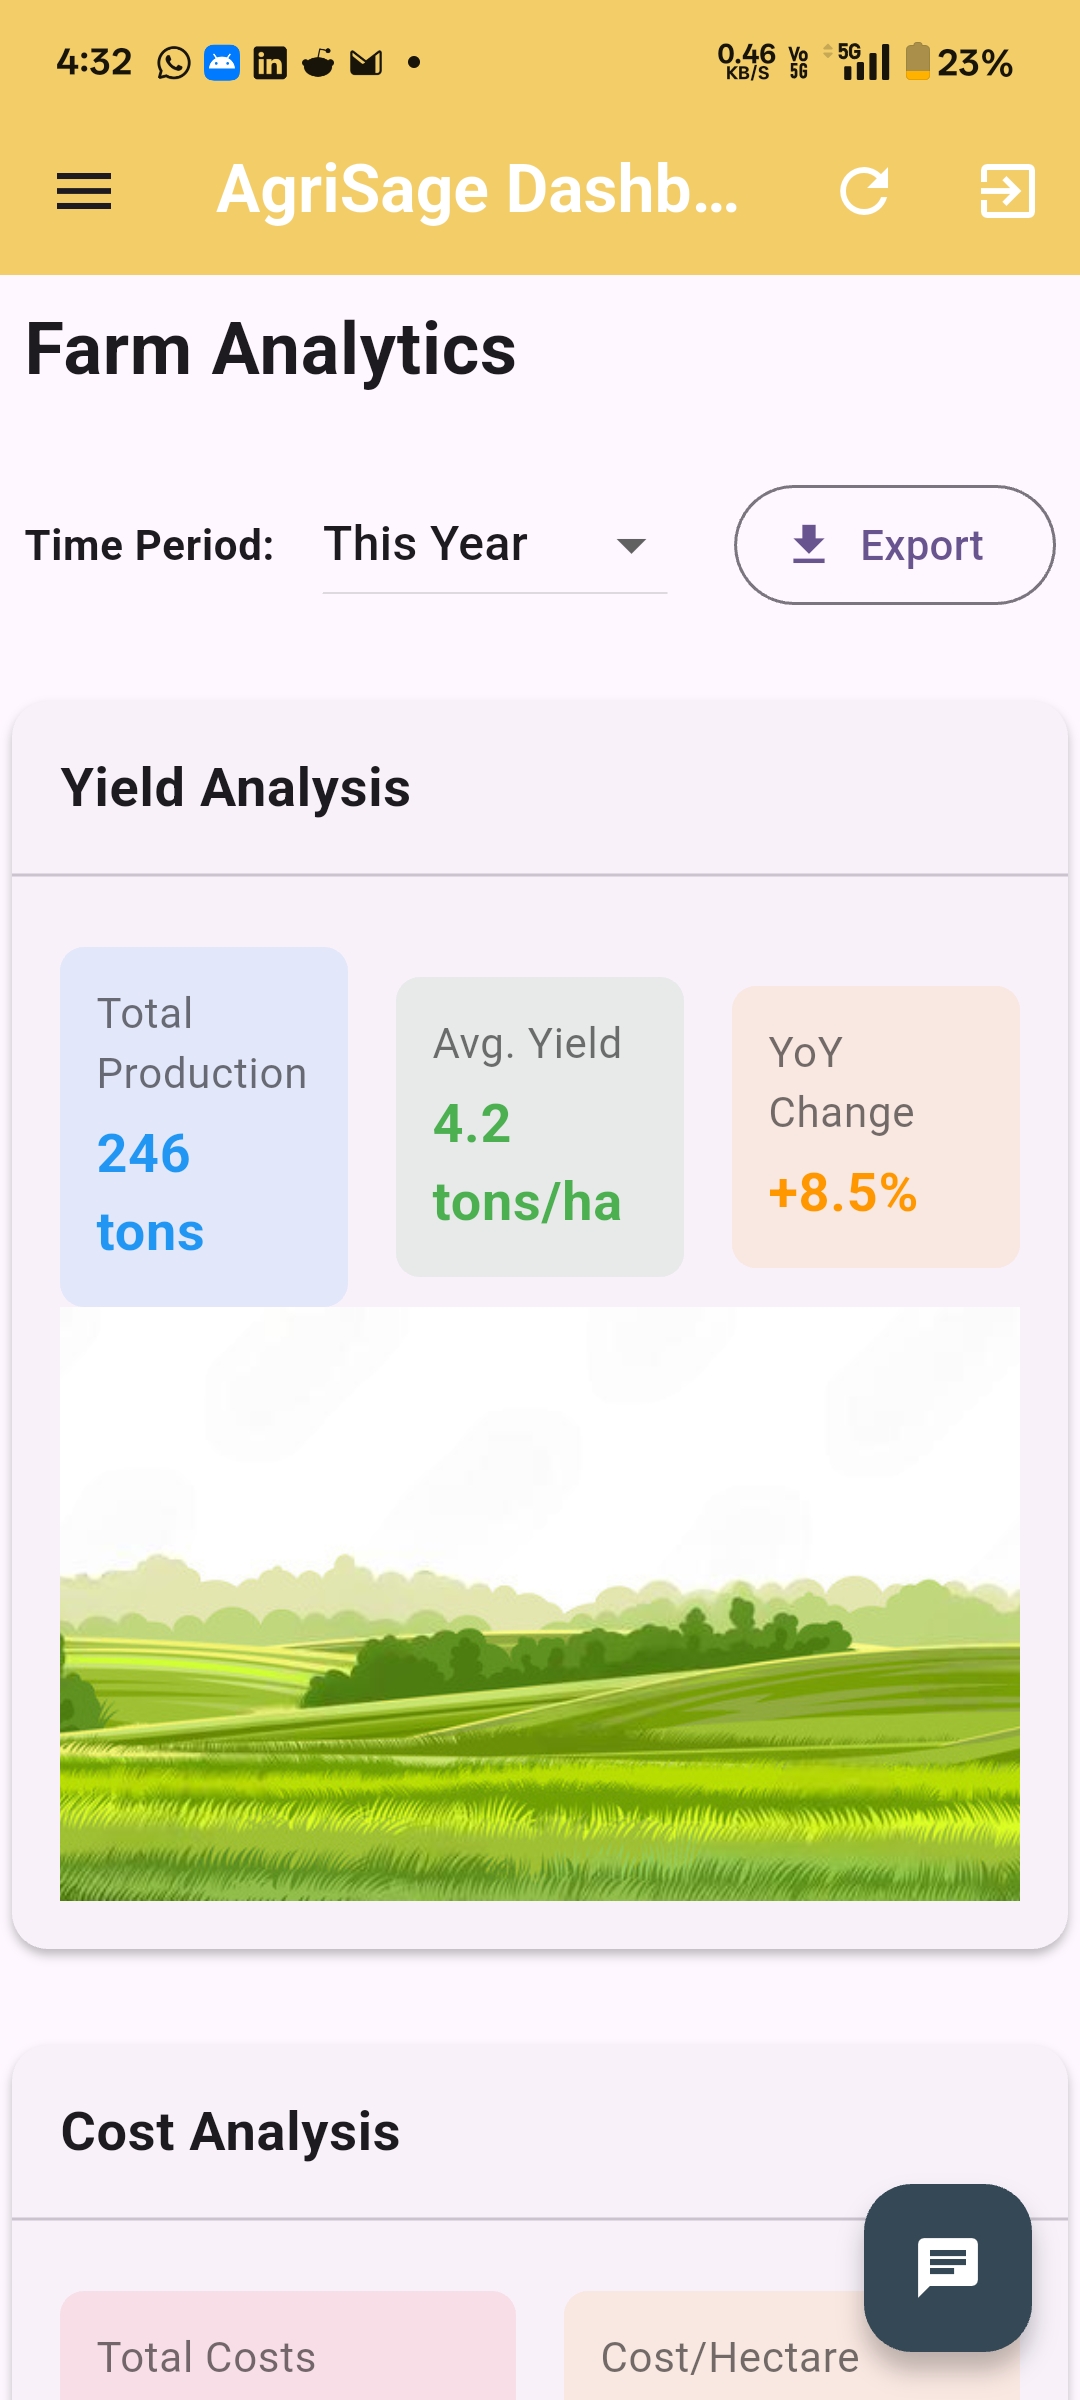 4:32
0.46 KB/S Vo 5G 5G 23%
AgriSage Dashb...
Farm Analytics
Time Period: This Year Export
Yield Analysis
Total
Production
246
tons
Avg. Yield
4.2
tons/ha
YoY
Change
+8.5%
Cost Analysis
Total Costs
Cost/Hectare